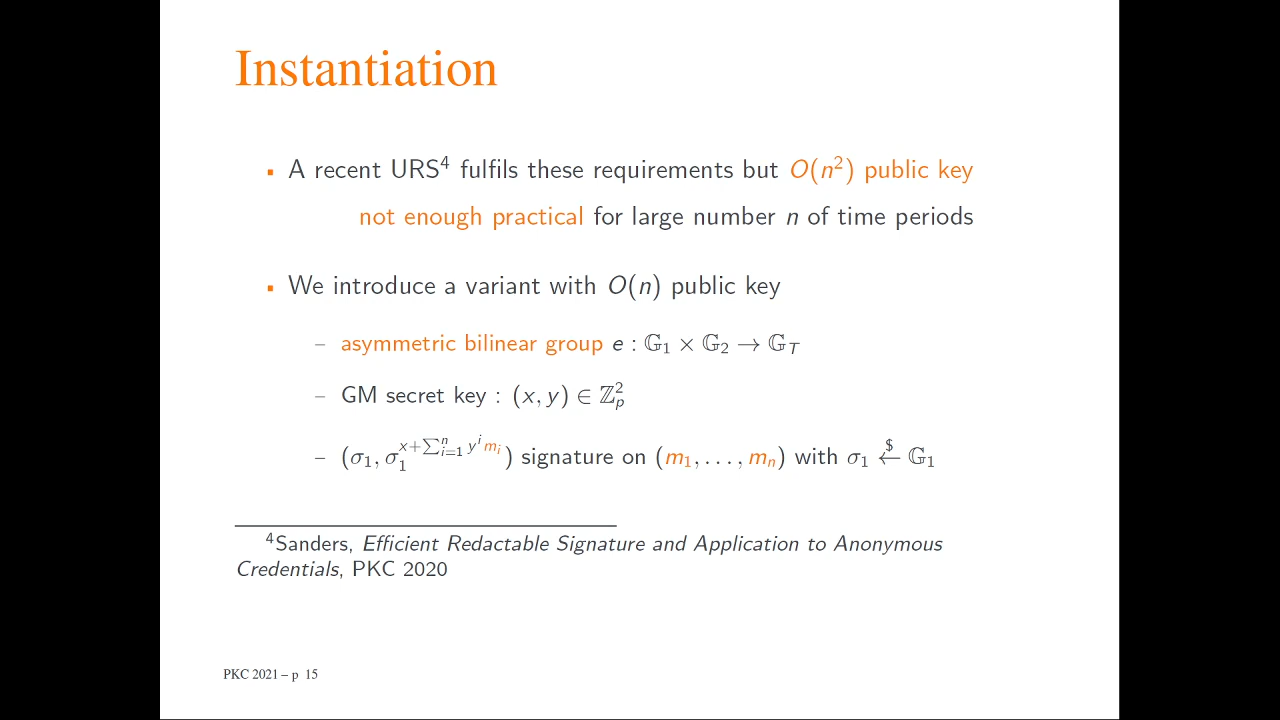 Instantiation
▪ A recent URS⁴ fulfils these requirements but O(n²) public key
not enough practical for large number n of time periods
▪ We introduce a variant with O(n) public key
– asymmetric bilinear group e : 𝔾₁ × 𝔾₂ → 𝔾_T
– GM secret key : (x, y) ∈ ℤ_p^2
– (σ₁, σ₁^{x+∑_{i=1}^{n} y^i m_i}) signature on (m₁, . . . , m_n) with σ₁ ←^$ 𝔾₁
⁴Sanders, Efficient Redactable Signature and Application to Anonymous
Credentials, PKC 2020
PKC 2021 – p 15